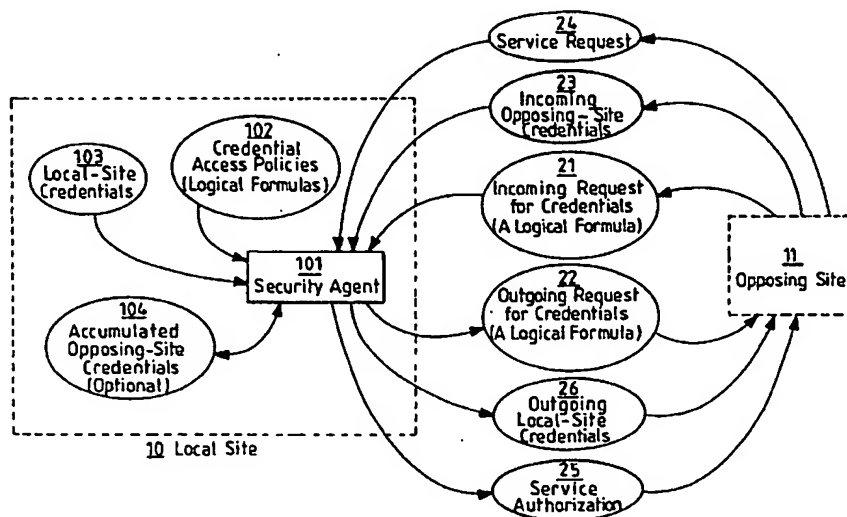 24
Service Request
23
Incoming
Opposing-Site
Credentials
102
Credential
Access Policies
(Logical Formulas)
103
Local-Site
Credentials
21
Incoming Request
for Credentials
(A Logical Formula)
101
Security Agent
11
Opposing Site
22
Outgoing Request
for Credentials
(A Logical Formula)
104
Accumulated
Opposing-Site
Credentials
(Optional)
26
Outgoing
Local-Site
Credentials
10 Local Site
25
Service
Authorization